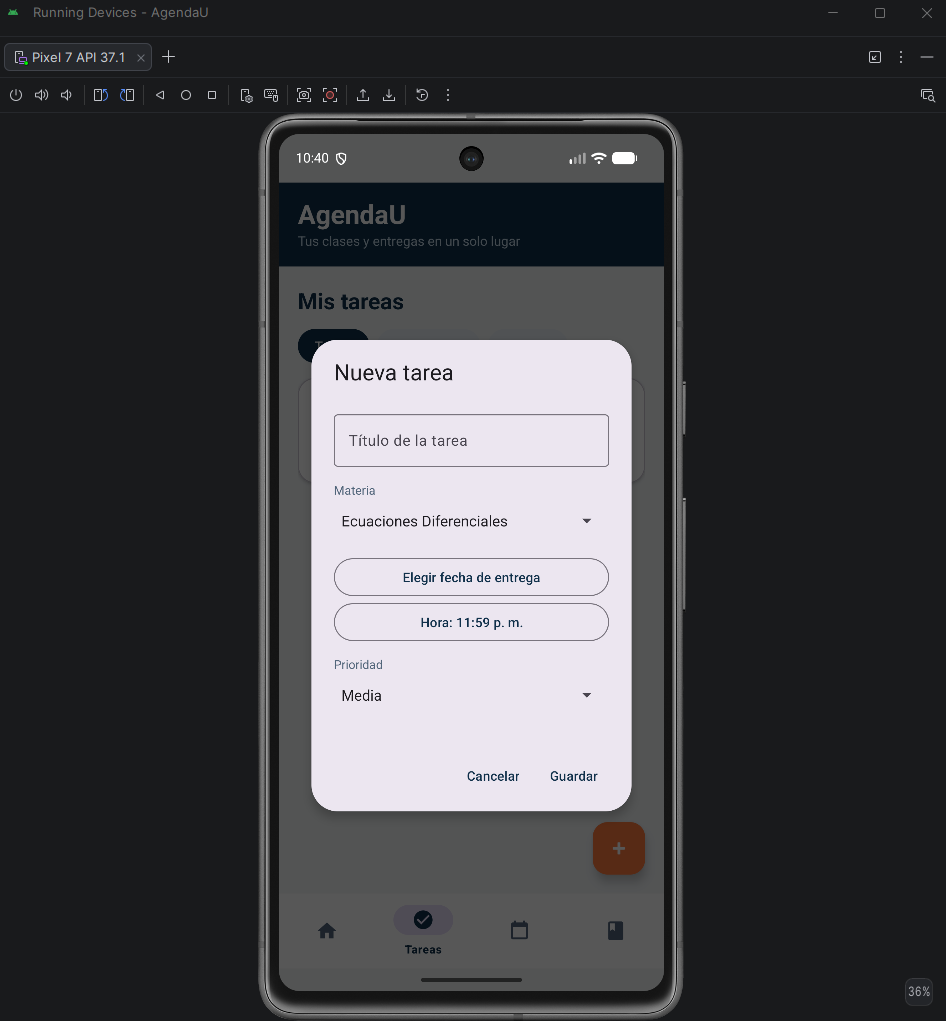 Running Devices - AgendaU
Pixel 7 API 37.1
10:40
AgendaU
Tus clases y entregas en un solo lugar
Mis tareas
Nueva tarea
Título de la tarea
Materia
Ecuaciones Diferenciales
Elegir fecha de entrega
Hora: 11:59 p. m.
Prioridad
Media
Cancelar
Guardar
+
Tareas
36%